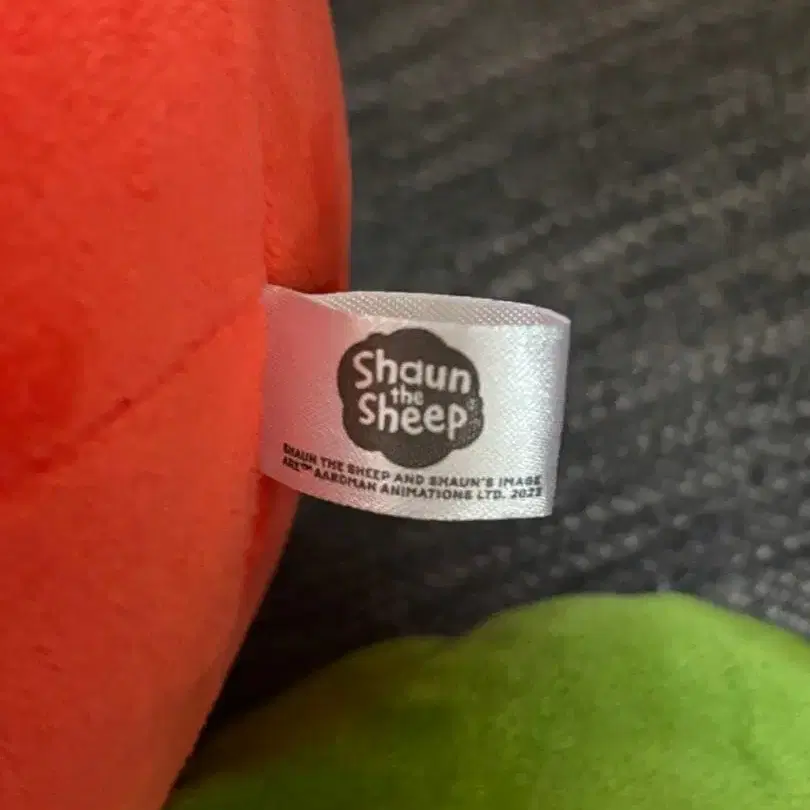 Shaun
the
Sheep
SHAUN THE SHEEP AND SHAUN'S IMAGE
ARE™ AARDMAN ANIMATIONS LTD. 2023